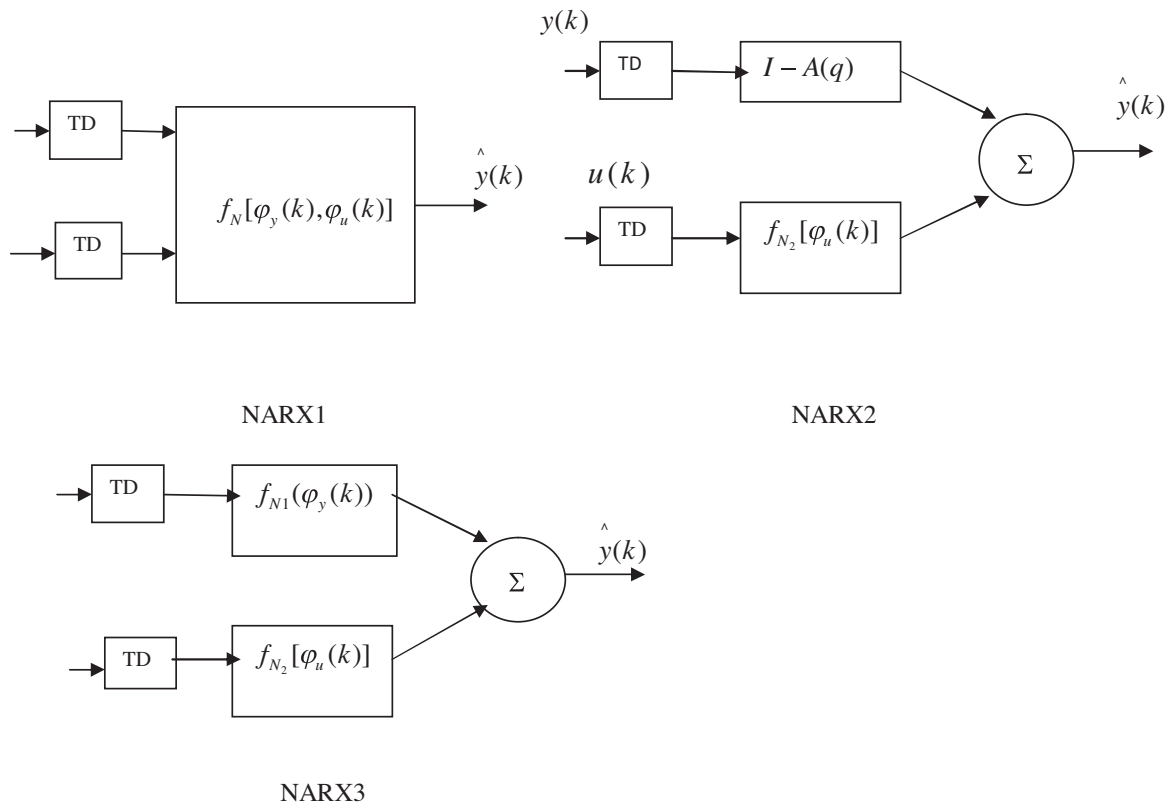 TD
TD
f_N[φ_y(k),φ_u(k)]
ŷ(k)
NARX1
y(k)
TD
I − A(q)
u(k)
TD
f_{N_2}[φ_u(k)]
Σ
ŷ(k)
NARX2
TD
f_{N1}(φ_y(k))
TD
f_{N_2}[φ_u(k)]
Σ
ŷ(k)
NARX3